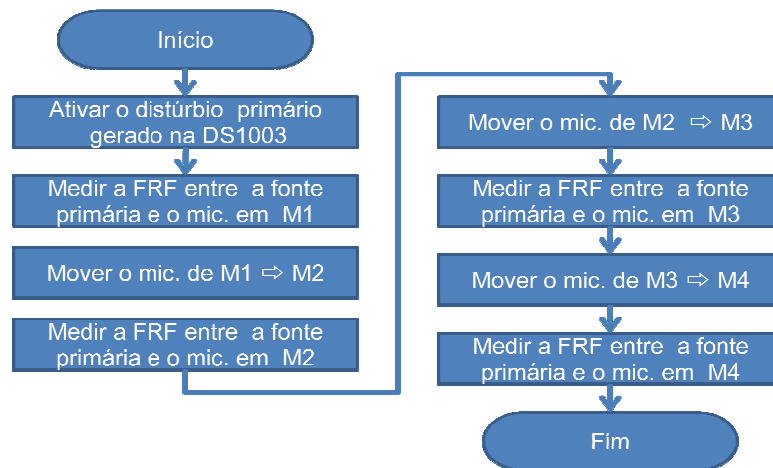 Início
Ativar o distúrbio primário
gerado na DS1003
Medir a FRF entre a fonte
primária e o mic. em M1
Mover o mic. de M1 ⇨ M2
Medir a FRF entre a fonte
primária e o mic. em M2
Mover o mic. de M2 ⇨ M3
Medir a FRF entre a fonte
primária e o mic. em M3
Mover o mic. de M3 ⇨ M4
Medir a FRF entre a fonte
primária e o mic. em M4
Fim